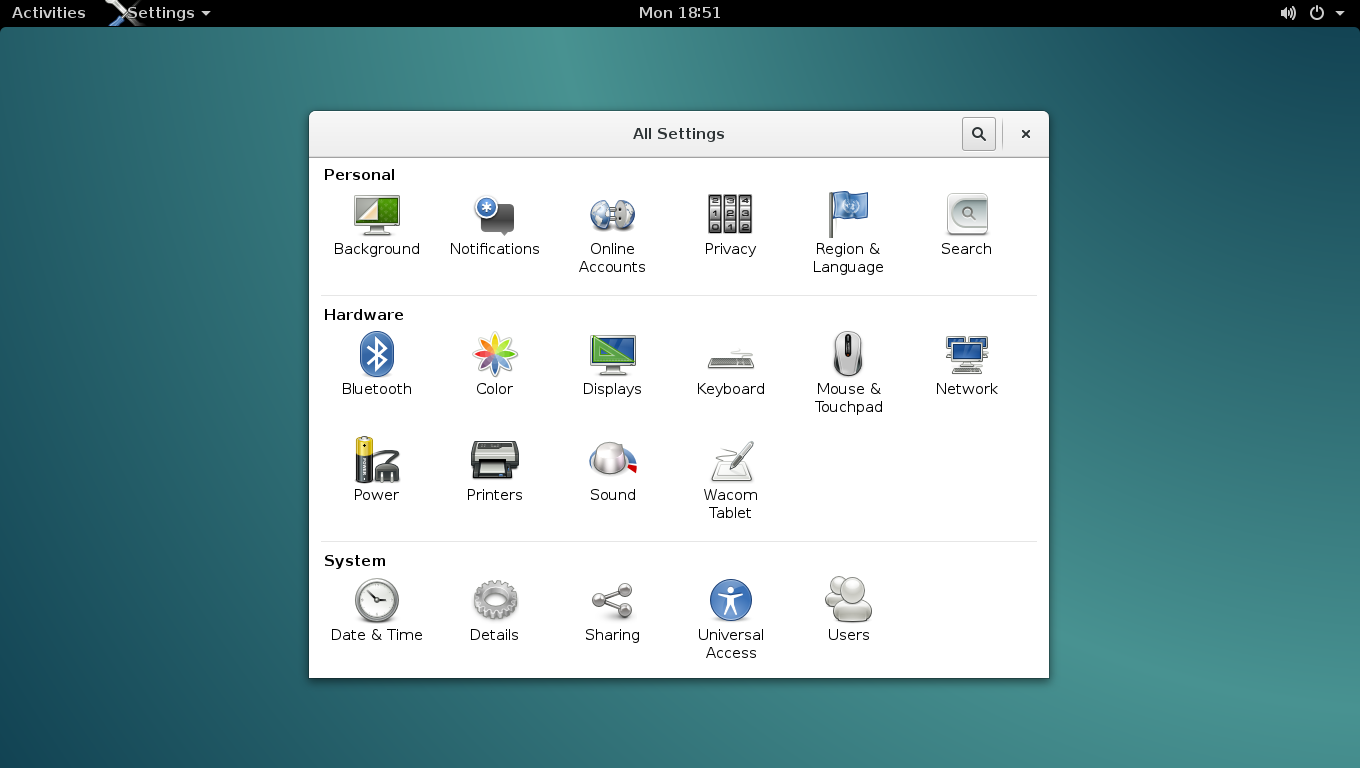 Activities Settings Mon 18:51
All Settings
Personal
Background Notifications Online Accounts Privacy Region & Language Search
Hardware
Bluetooth Color Displays Keyboard Mouse & Touchpad Network
Power Printers Sound Wacom Tablet
System
Date & Time Details Sharing Universal Access Users